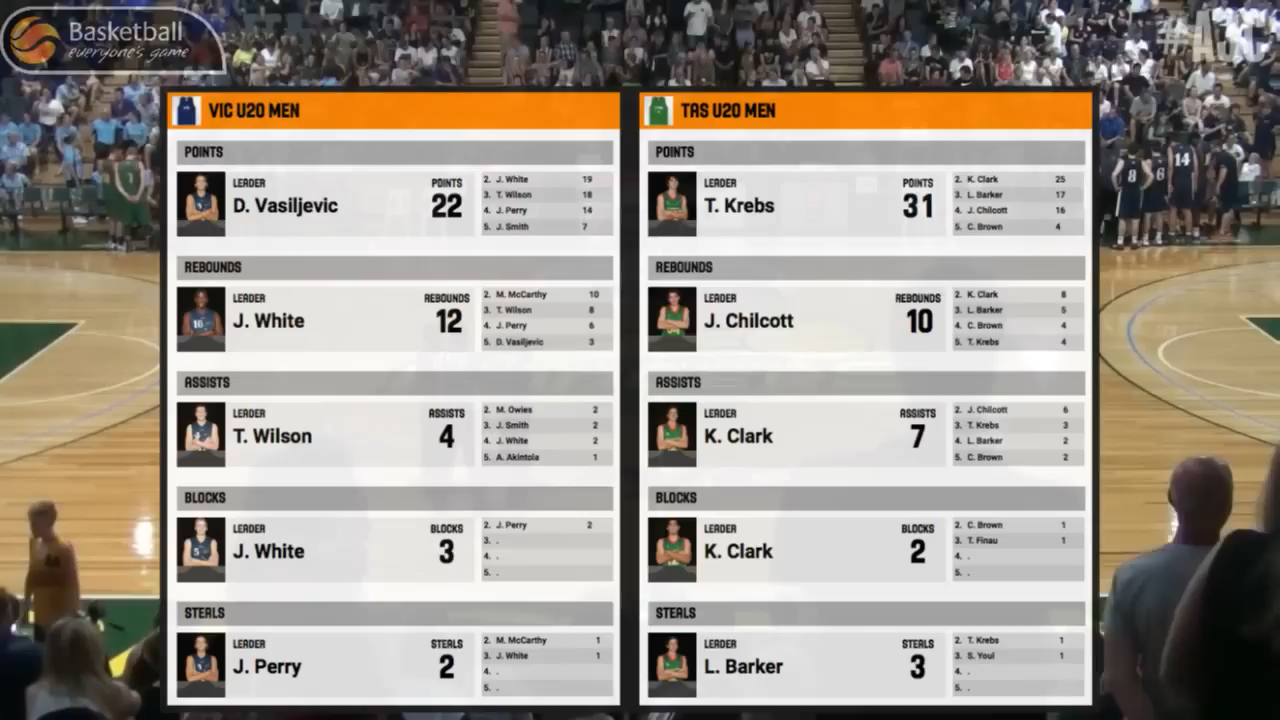 Basketball
everyone's game
#A3C
VIC U20 MEN
POINTS
LEADER
D. Vasiljevic
POINTS
22
2. J. White 19
3. T. Wilson 18
4. J. Perry 14
5. J. Smith 7
REBOUNDS
LEADER
J. White
REBOUNDS
12
2. M. McCarthy 10
3. T. Wilson 8
4. J. Perry 6
5. D. Vasiljevic 3
ASSISTS
LEADER
T. Wilson
ASSISTS
4
2. M. Owies 2
3. J. Smith 2
4. J. White 2
5. A. Akintola 1
BLOCKS
LEADER
J. White
BLOCKS
3
2. J. Perry 2
3. .
4. .
5. .
STEALS
LEADER
J. Perry
STEALS
2
2. M. McCarthy 1
3. J. White 1
4. .
5. .
TAS U20 MEN
POINTS
LEADER
T. Krebs
POINTS
31
2. K. Clark 25
3. L. Barker 17
4. J. Chilcott 16
5. C. Brown 4
REBOUNDS
LEADER
J. Chilcott
REBOUNDS
10
2. K. Clark 8
3. L. Barker 5
4. C. Brown 4
5. T. Krebs 4
ASSISTS
LEADER
K. Clark
ASSISTS
7
2. J. Chilcott 6
3. T. Krebs 3
4. L. Barker 2
5. C. Brown 2
BLOCKS
LEADER
K. Clark
BLOCKS
2
2. C. Brown 1
3. T. Finau 1
4. .
5. .
STEALS
LEADER
L. Barker
STEALS
3
2. T. Krebs 1
3. S. Youl 1
4. .
5. .
8
6
14